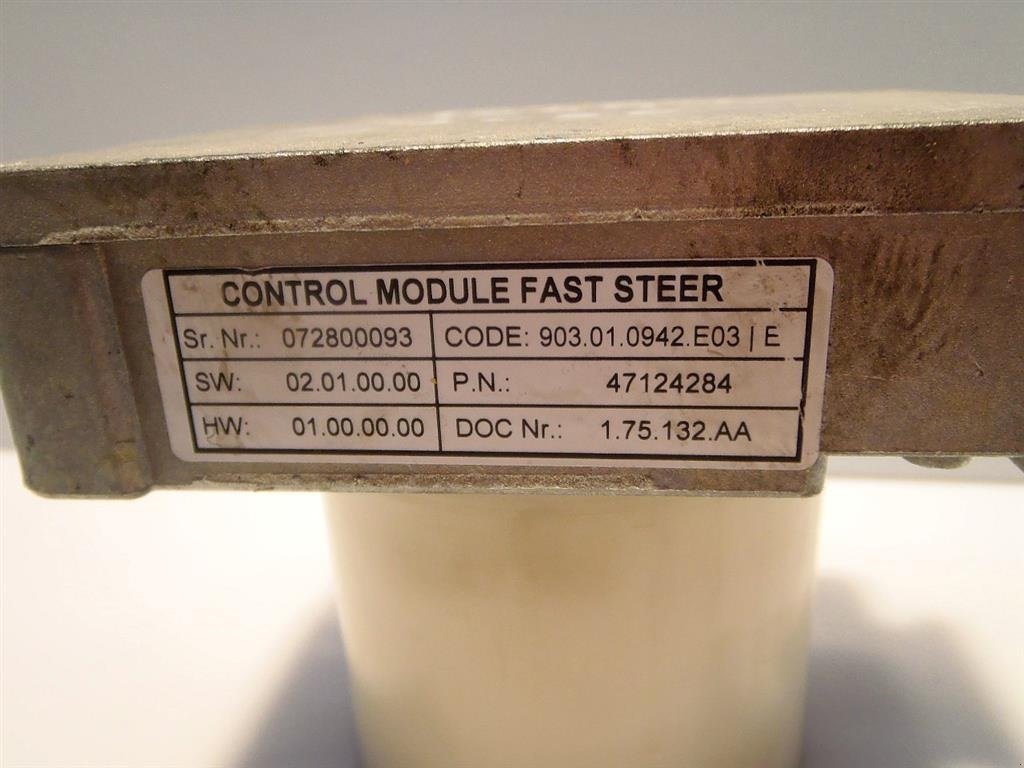 CONTROL MODULE FAST STEER
Sr. Nr.: 072800093 CODE: 903.01.0942.E03 | E
SW: 02.01.00.00 P.N.: 47124284
HW: 01.00.00.00 DOC Nr.: 1.75.132.AA